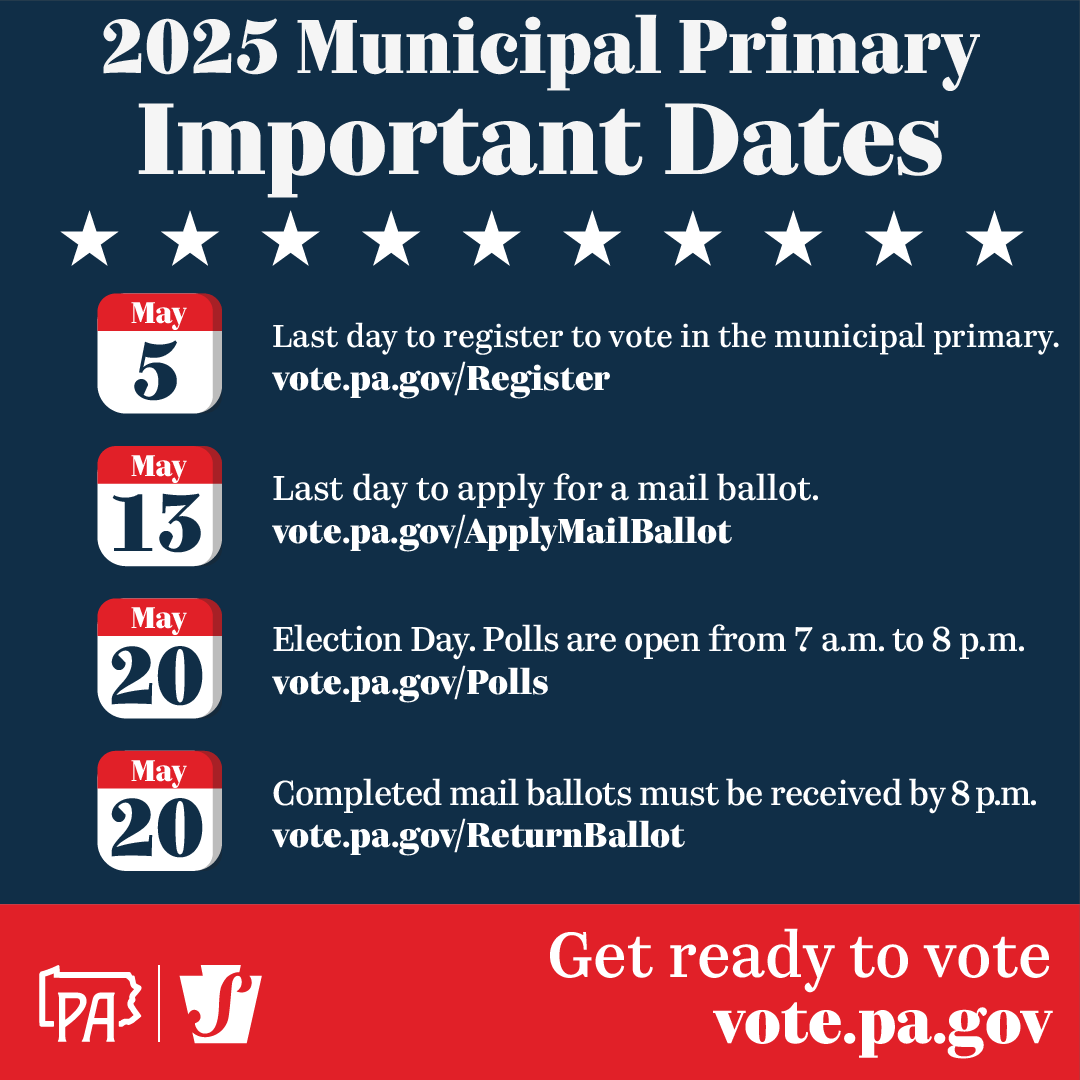 2025 Municipal Primary
Important Dates
May
5
Last day to register to vote in the municipal primary.
vote.pa.gov/Register
May
13
Last day to apply for a mail ballot.
vote.pa.gov/ApplyMailBallot
May
20
Election Day. Polls are open from 7 a.m. to 8 p.m.
vote.pa.gov/Polls
May
20
Completed mail ballots must be received by 8 p.m.
vote.pa.gov/ReturnBallot
PA
Get ready to vote
vote.pa.gov